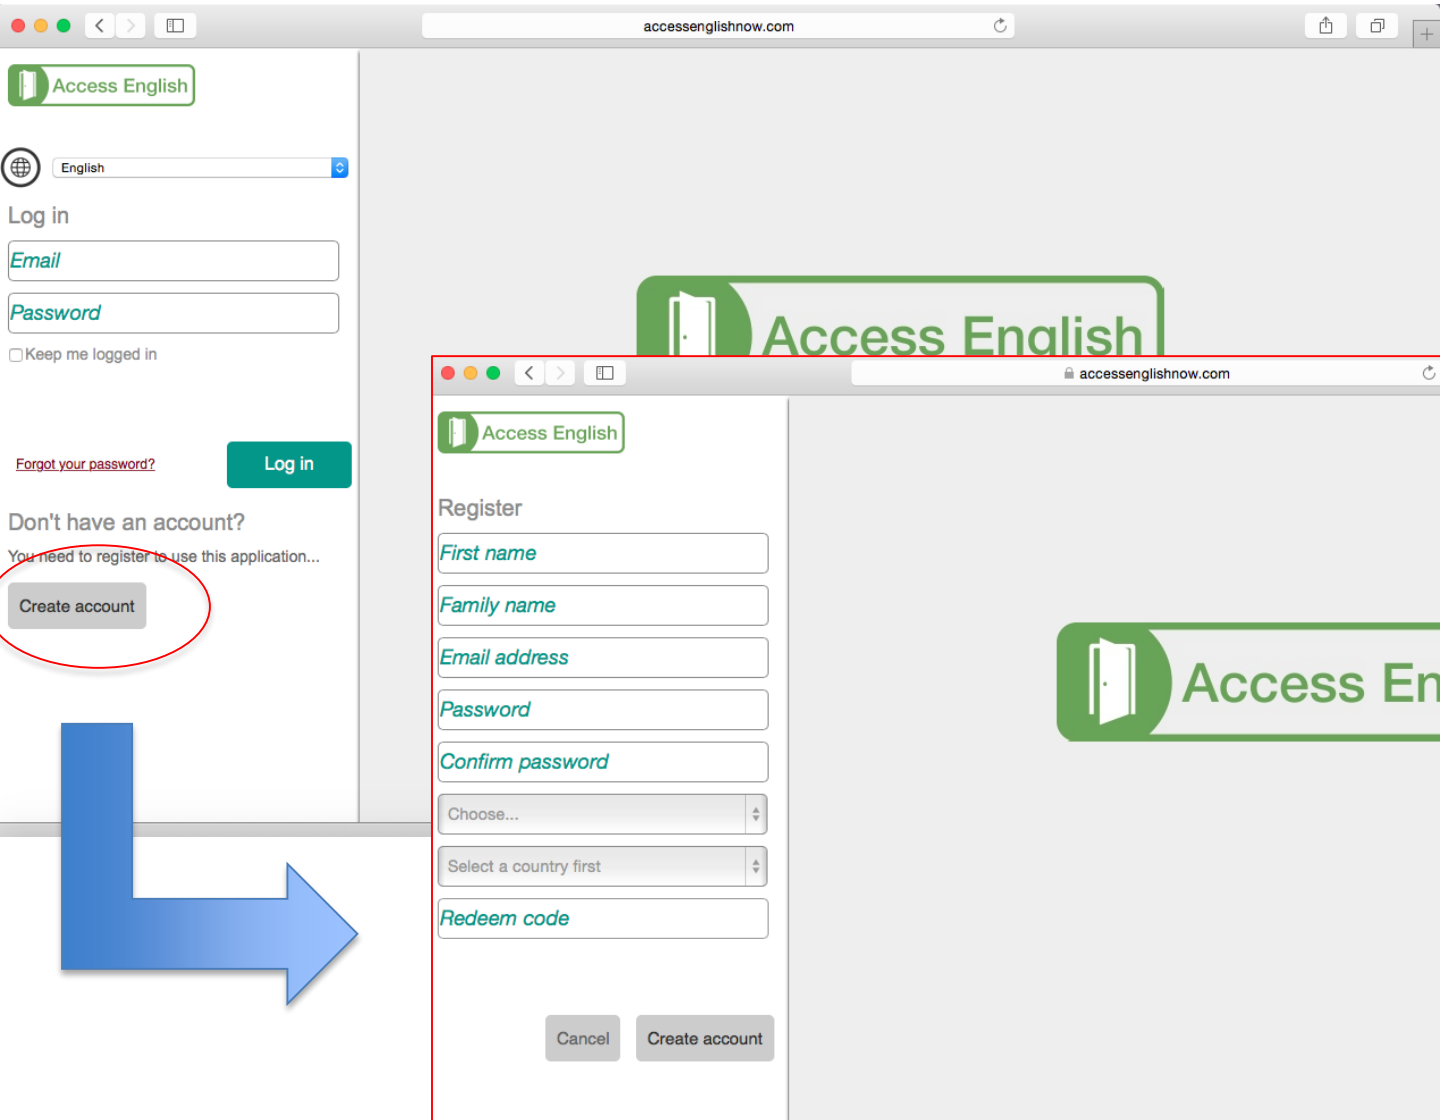 accessenglishnow.com
Access English
English
Log in
Email
Password
Keep me logged in
Forgot your password?
Log in
Don't have an account?
You need to register to use this application...
Create account
Access English
accessenglishnow.com
Access English
Register
First name
Family name
Email address
Password
Confirm password
Choose...
Select a country first
Redeem code
Cancel
Create account
Access En